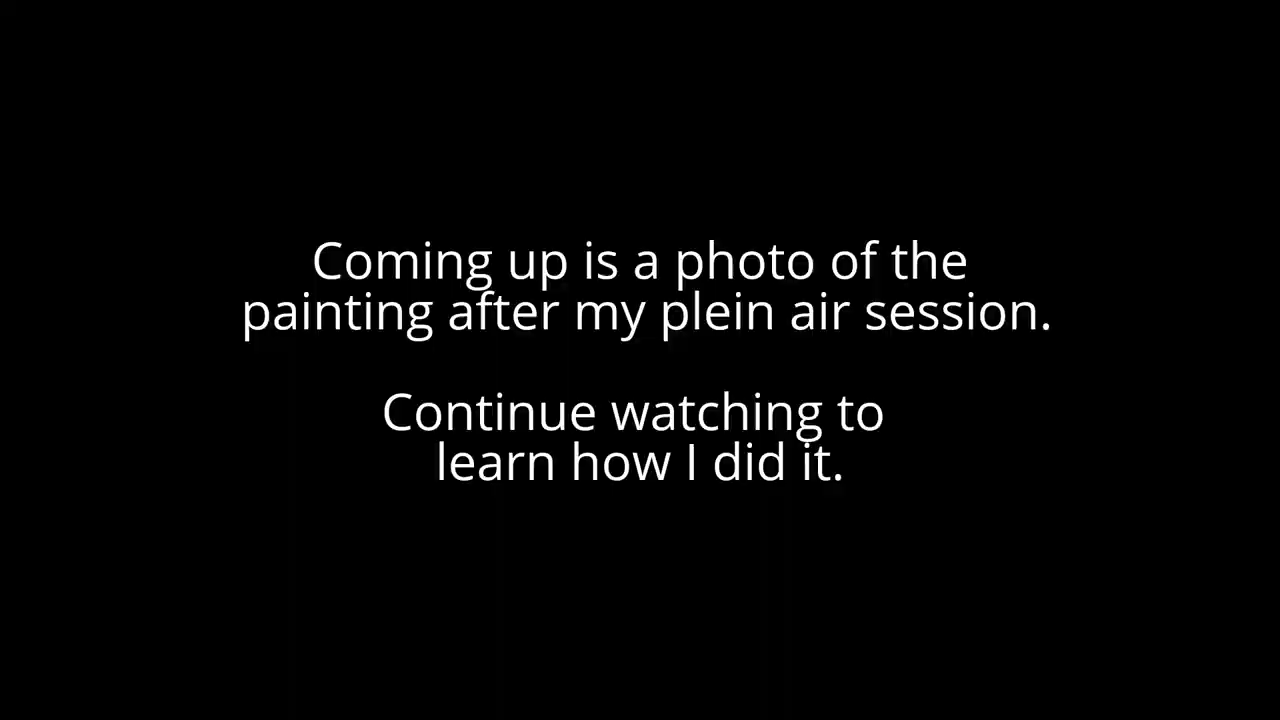 Coming up is a photo of the
painting after my plein air session.
Continue watching to
learn how I did it.